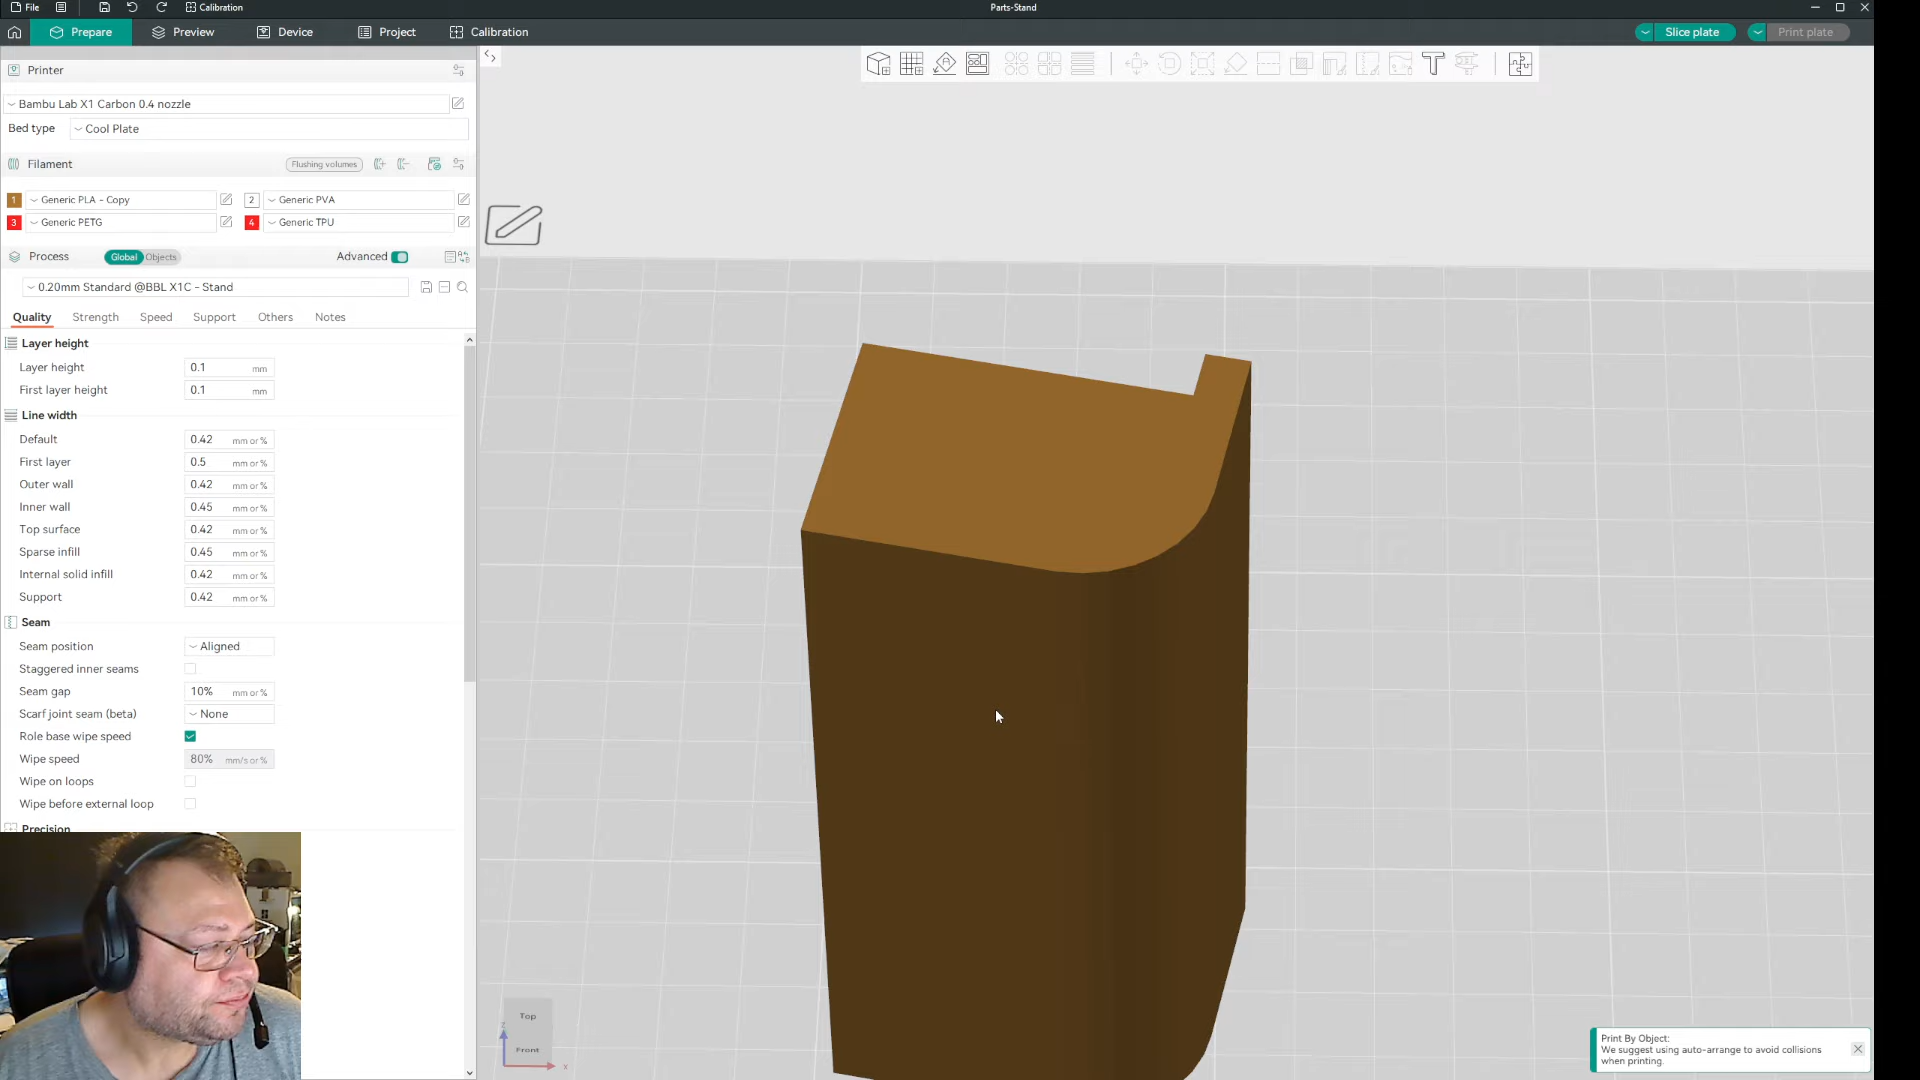 File
Calibration
Parts-Stand
Prepare
Preview
Device
Project
Calibration
Slice plate
Print plate
Printer
Bambu Lab X1 Carbon 0.4 nozzle
Bed type
Cool Plate
Filament
Flushing volumes
1 Generic PLA - Copy
2 Generic PVA
3 Generic PETG
4 Generic TPU
Process
Global
Objects
Advanced
0.20mm Standard @BBL X1C - Stand
Quality
Strength
Speed
Support
Others
Notes
Layer height
Layer height 0.1 mm
First layer height 0.1 mm
Line width
Default 0.42 mm or %
First layer 0.5 mm or %
Outer wall 0.42 mm or %
Inner wall 0.45 mm or %
Top surface 0.42 mm or %
Sparse infill 0.45 mm or %
Internal solid infill 0.42 mm or %
Support 0.42 mm or %
Seam
Seam position Aligned
Staggered inner seams
Seam gap 10% mm or %
Scarf joint seam (beta) None
Role base wipe speed
Wipe speed 80% mm/s or %
Wipe on loops
Wipe before external loop
Precision
Top
Front
z
x
Print By Object:
We suggest using auto-arrange to avoid collisions
when printing.